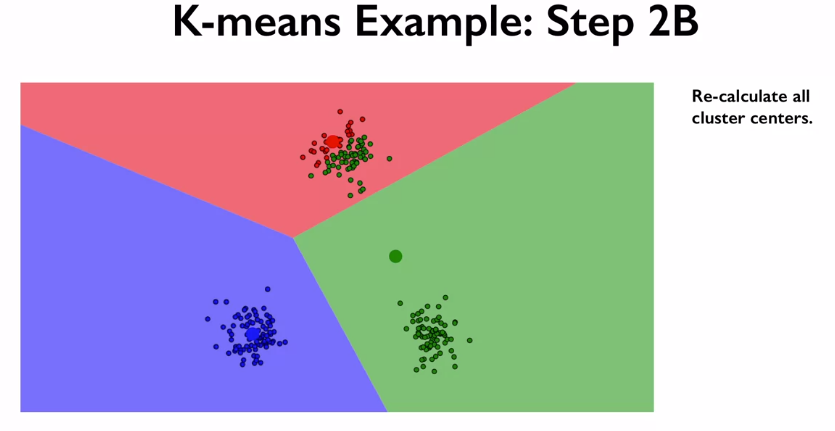 K-means Example: Step 2B
Re-calculate all
cluster centers.